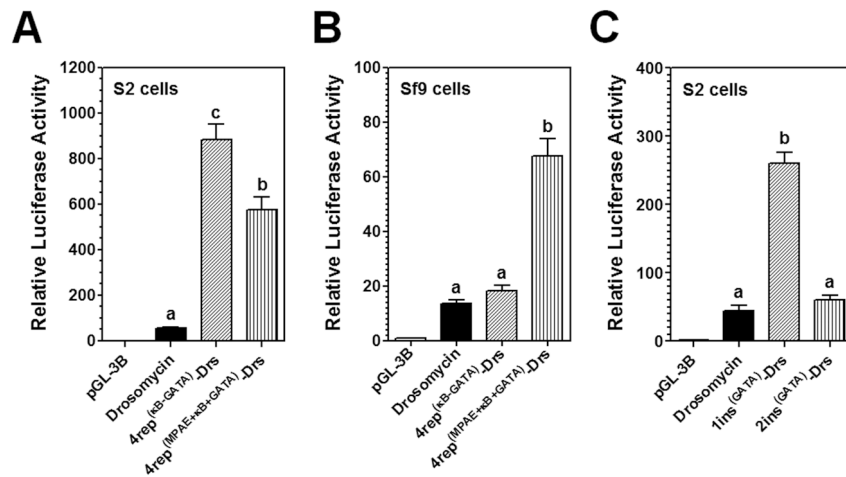 A
Relative Luciferase Activity
1200
1000
800
600
400
200
0
S2 cells
a
c
b
pGL-3B
Drosomycin
4rep(κB-GATA)-Drs
4rep(MPAE+κB+GATA)-Drs
B
Relative Luciferase Activity
100
80
60
40
20
0
Sf9 cells
a
a
b
pGL-3B
Drosomycin
4rep(κB-GATA)-Drs
4rep(MPAE+κB+GATA)-Drs
C
Relative Luciferase Activity
400
300
200
100
0
S2 cells
a
b
a
pGL-3B
Drosomycin
1ins(GATA)-Drs
2ins(GATA)-Drs